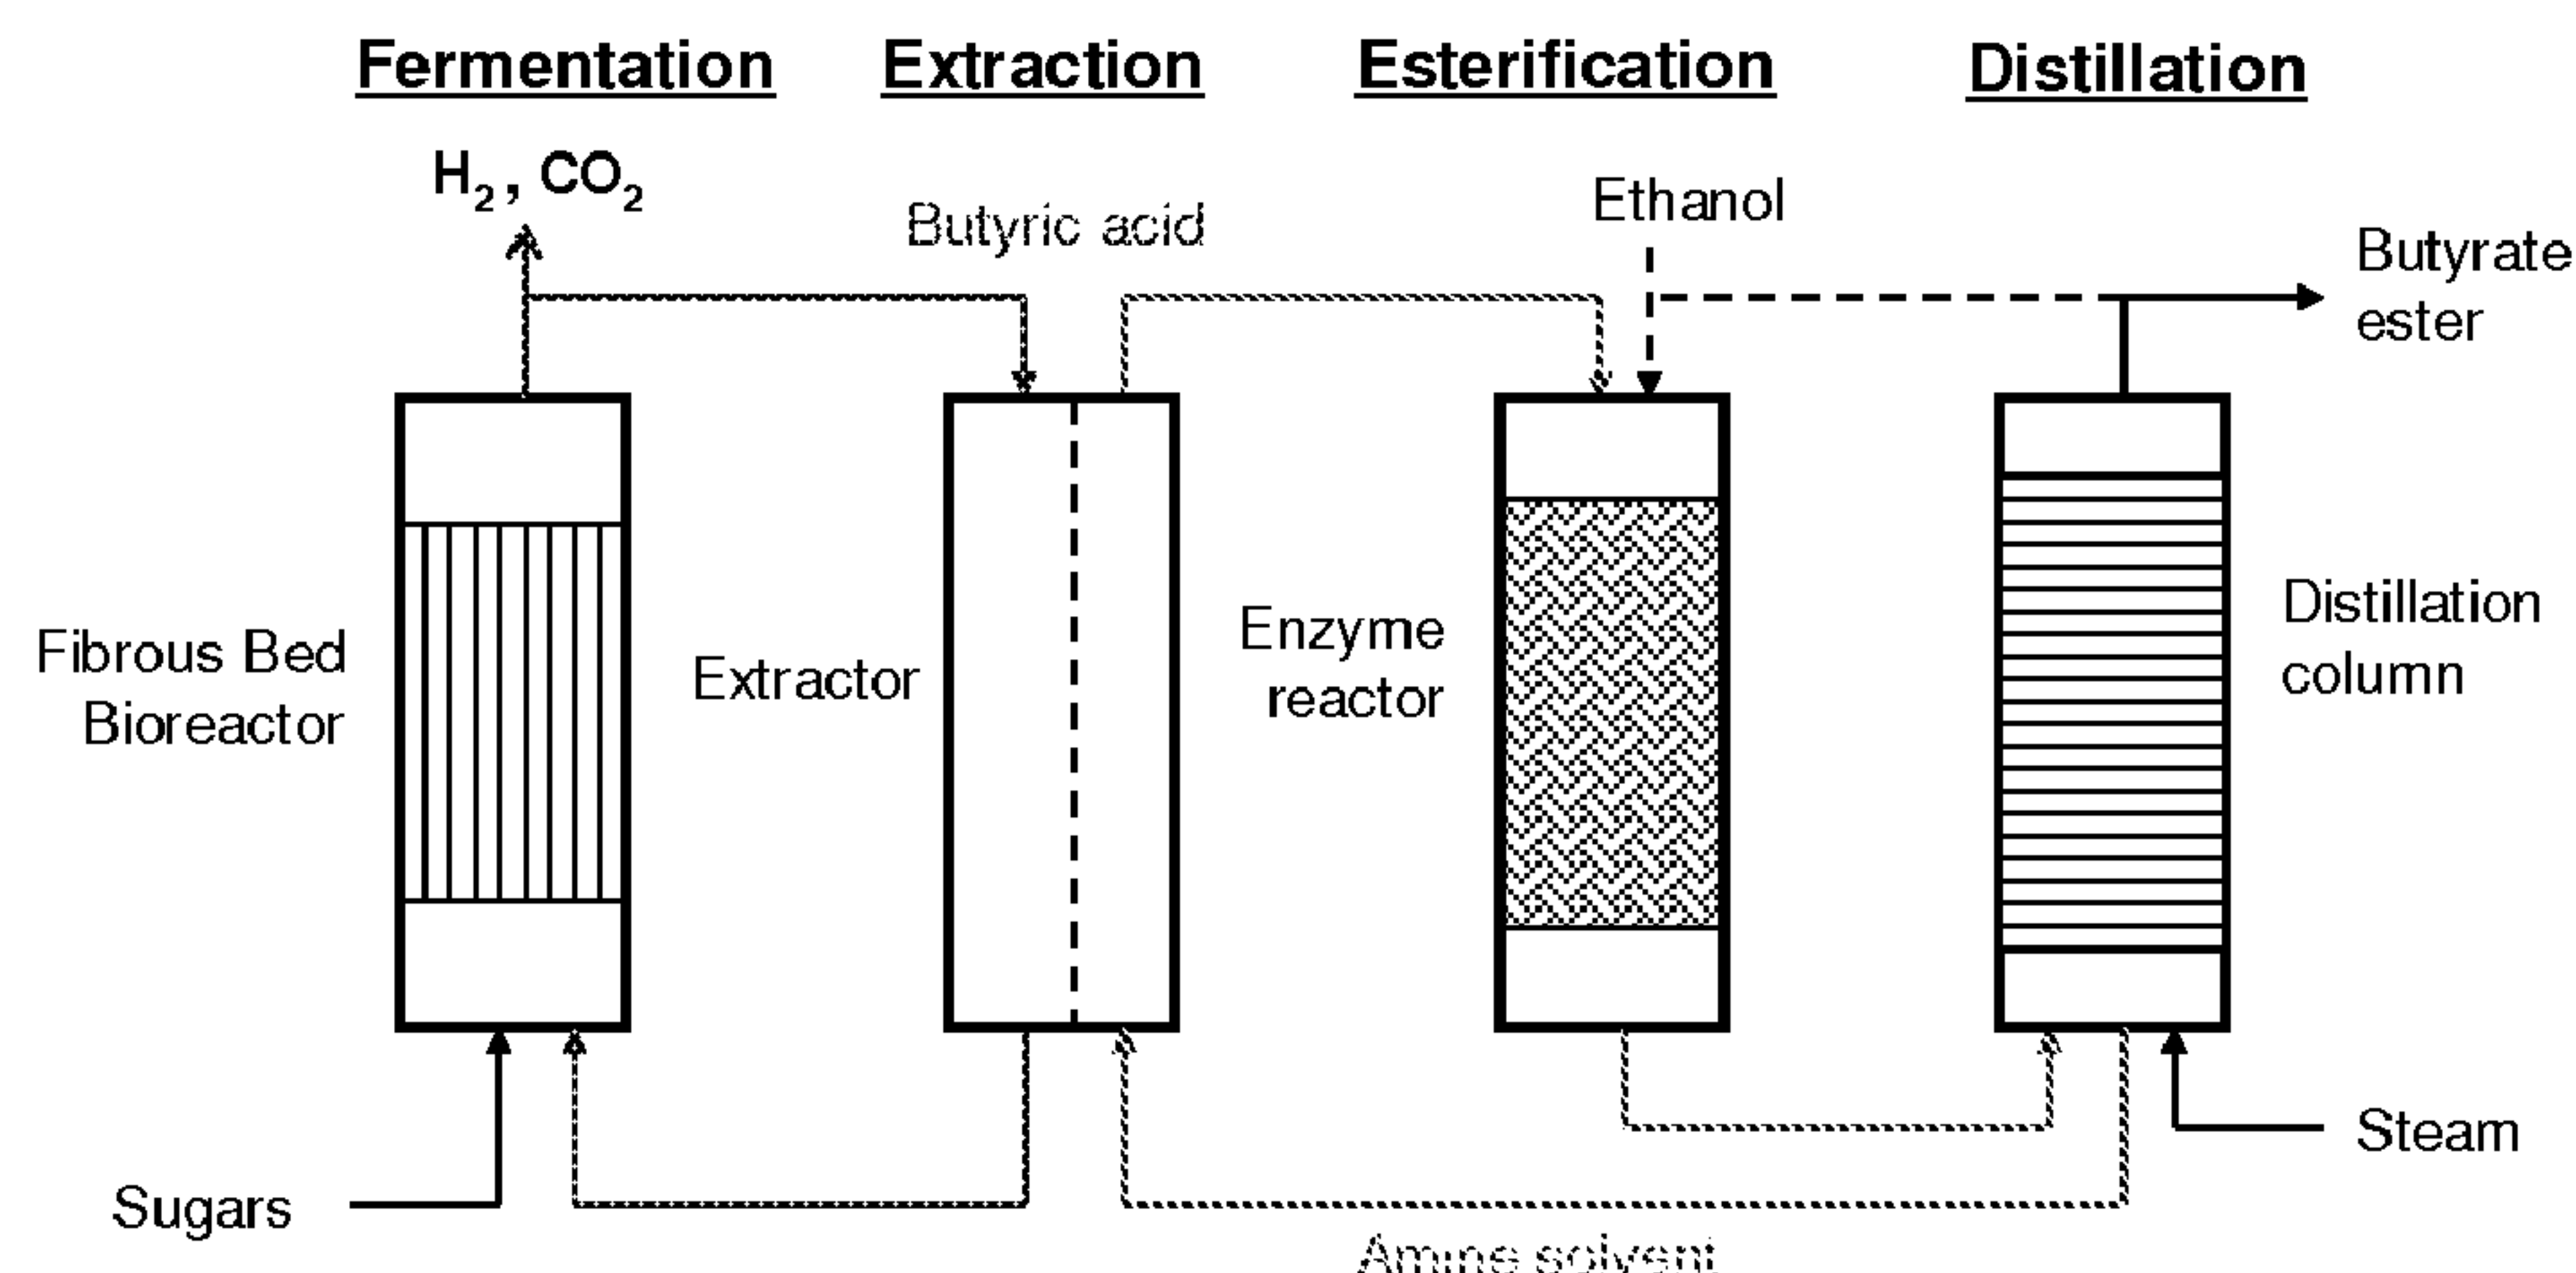 Fermentation
Extraction
Esterification
Distillation
H₂, CO₂
Butyric acid
Ethanol
Butyrate
ester
Fibrous Bed
Bioreactor
Extractor
Enzyme
reactor
Distillation
column
Sugars
Steam
Amine solvent